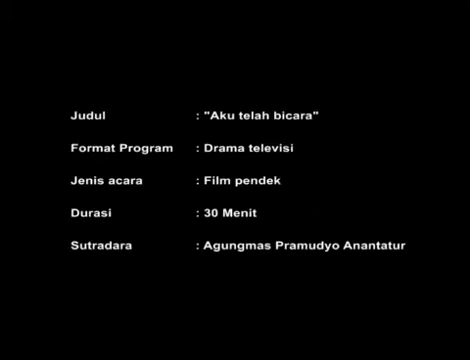 Judul : "Aku telah bicara"
Format Program : Drama televisi
Jenis acara : Film pendek
Durasi : 30 Menit
Sutradara : Agungmas Pramudyo Anantatur